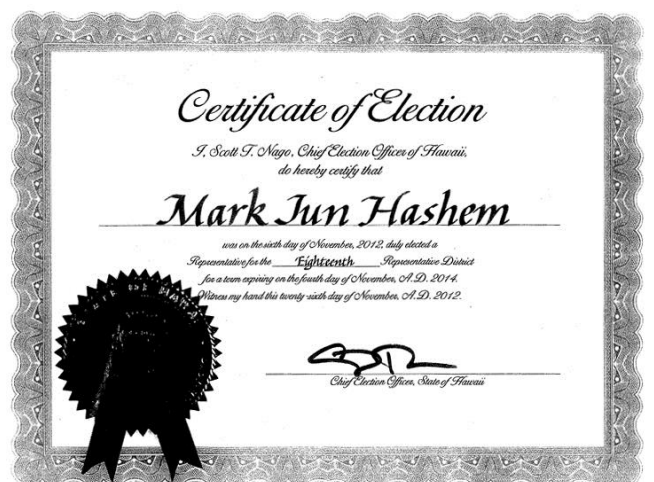 Certificate of Election
I, Scott T. Nago, Chief Election Officer of Hawaii,
do hereby certify that
Mark Jun Hashem
was on the sixth day of November, 2012, duly elected a
Representative for the Eighteenth Representative District
for a term expiring on the fourth day of November, A.D. 2014.
Witness my hand this twenty-sixth day of November, A.D. 2012.
Chief Election Officer, State of Hawaii